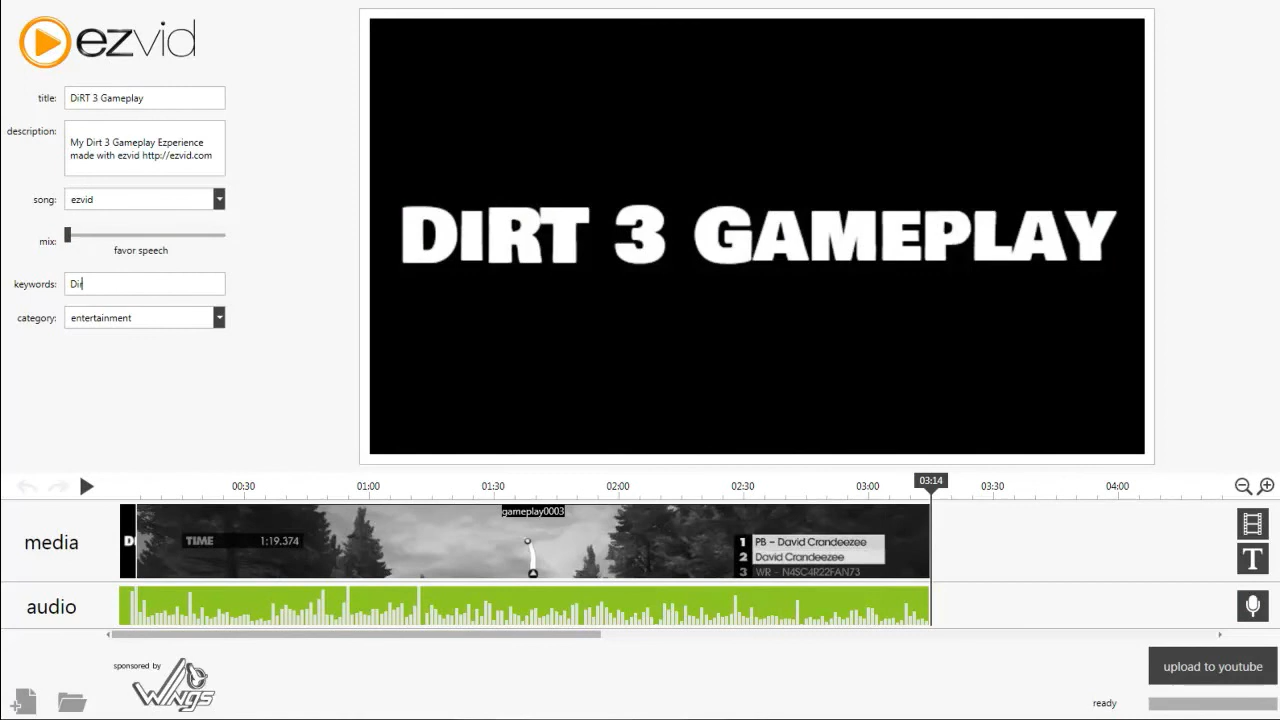 ezvid
title: DiRT 3 Gameplay
description: My Dirt 3 Gameplay Ezperience
made with ezvid http://ezvid.com
song: ezvid
mix:
favor speech
keywords: Dir
category: entertainment
DiRT 3 GAMEPLAY
00:30 01:00 01:30 02:00 02:30 03:00 03:14 03:30 04:00
media
gameplay0003
Di
TIME 1:19.374
1 PB - David Crandeezee
2 David Crandeezee
3 WR - N4SC4R22FAN73
T
audio
sponsored by
WINGS
upload to youtube
ready